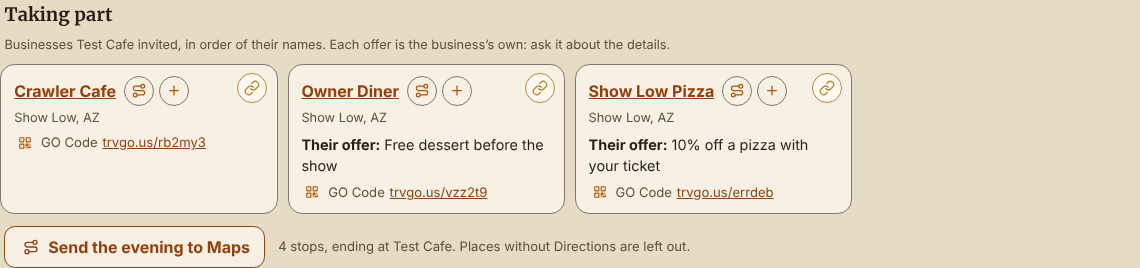 Taking part
Businesses Test Cafe invited, in order of their names. Each offer is the business’s own: ask it about the details.
Crawler Cafe
Show Low, AZ
GO Code trvgo.us/rb2my3
Owner Diner
Show Low, AZ
Their offer: Free dessert before the
show
GO Code trvgo.us/vzz2t9
Show Low Pizza
Show Low, AZ
Their offer: 10% off a pizza with
your ticket
GO Code trvgo.us/errdeb
Send the evening to Maps
4 stops, ending at Test Cafe. Places without Directions are left out.